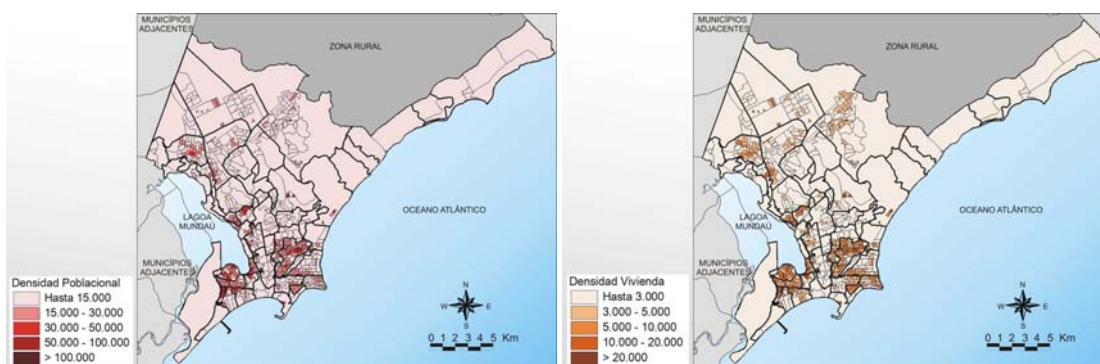 MUNICÍPIOS
ADJACENTES
ZONA RURAL
OCEANO ATLÂNTICO
LAGOA
MUNDAÚ
MUNICÍPIOS
ADJACENTES
Densidad Poblacional
Hasta 15.000
15.000 - 30.000
30.000 - 50.000
50.000 - 100.000
> 100.000
N
W E
S
0 1 2 3 4 5 Km
MUNICÍPIOS
ADJACENTES
ZONA RURAL
OCEANO ATLÂNTICO
LAGOA
MUNDAÚ
MUNICÍPIOS
ADJACENTES
Densidad Vivienda
Hasta 3.000
3.000 - 5.000
5.000 - 10.000
10.000 - 20.000
> 20.000
N
W E
S
0 1 2 3 4 5 Km